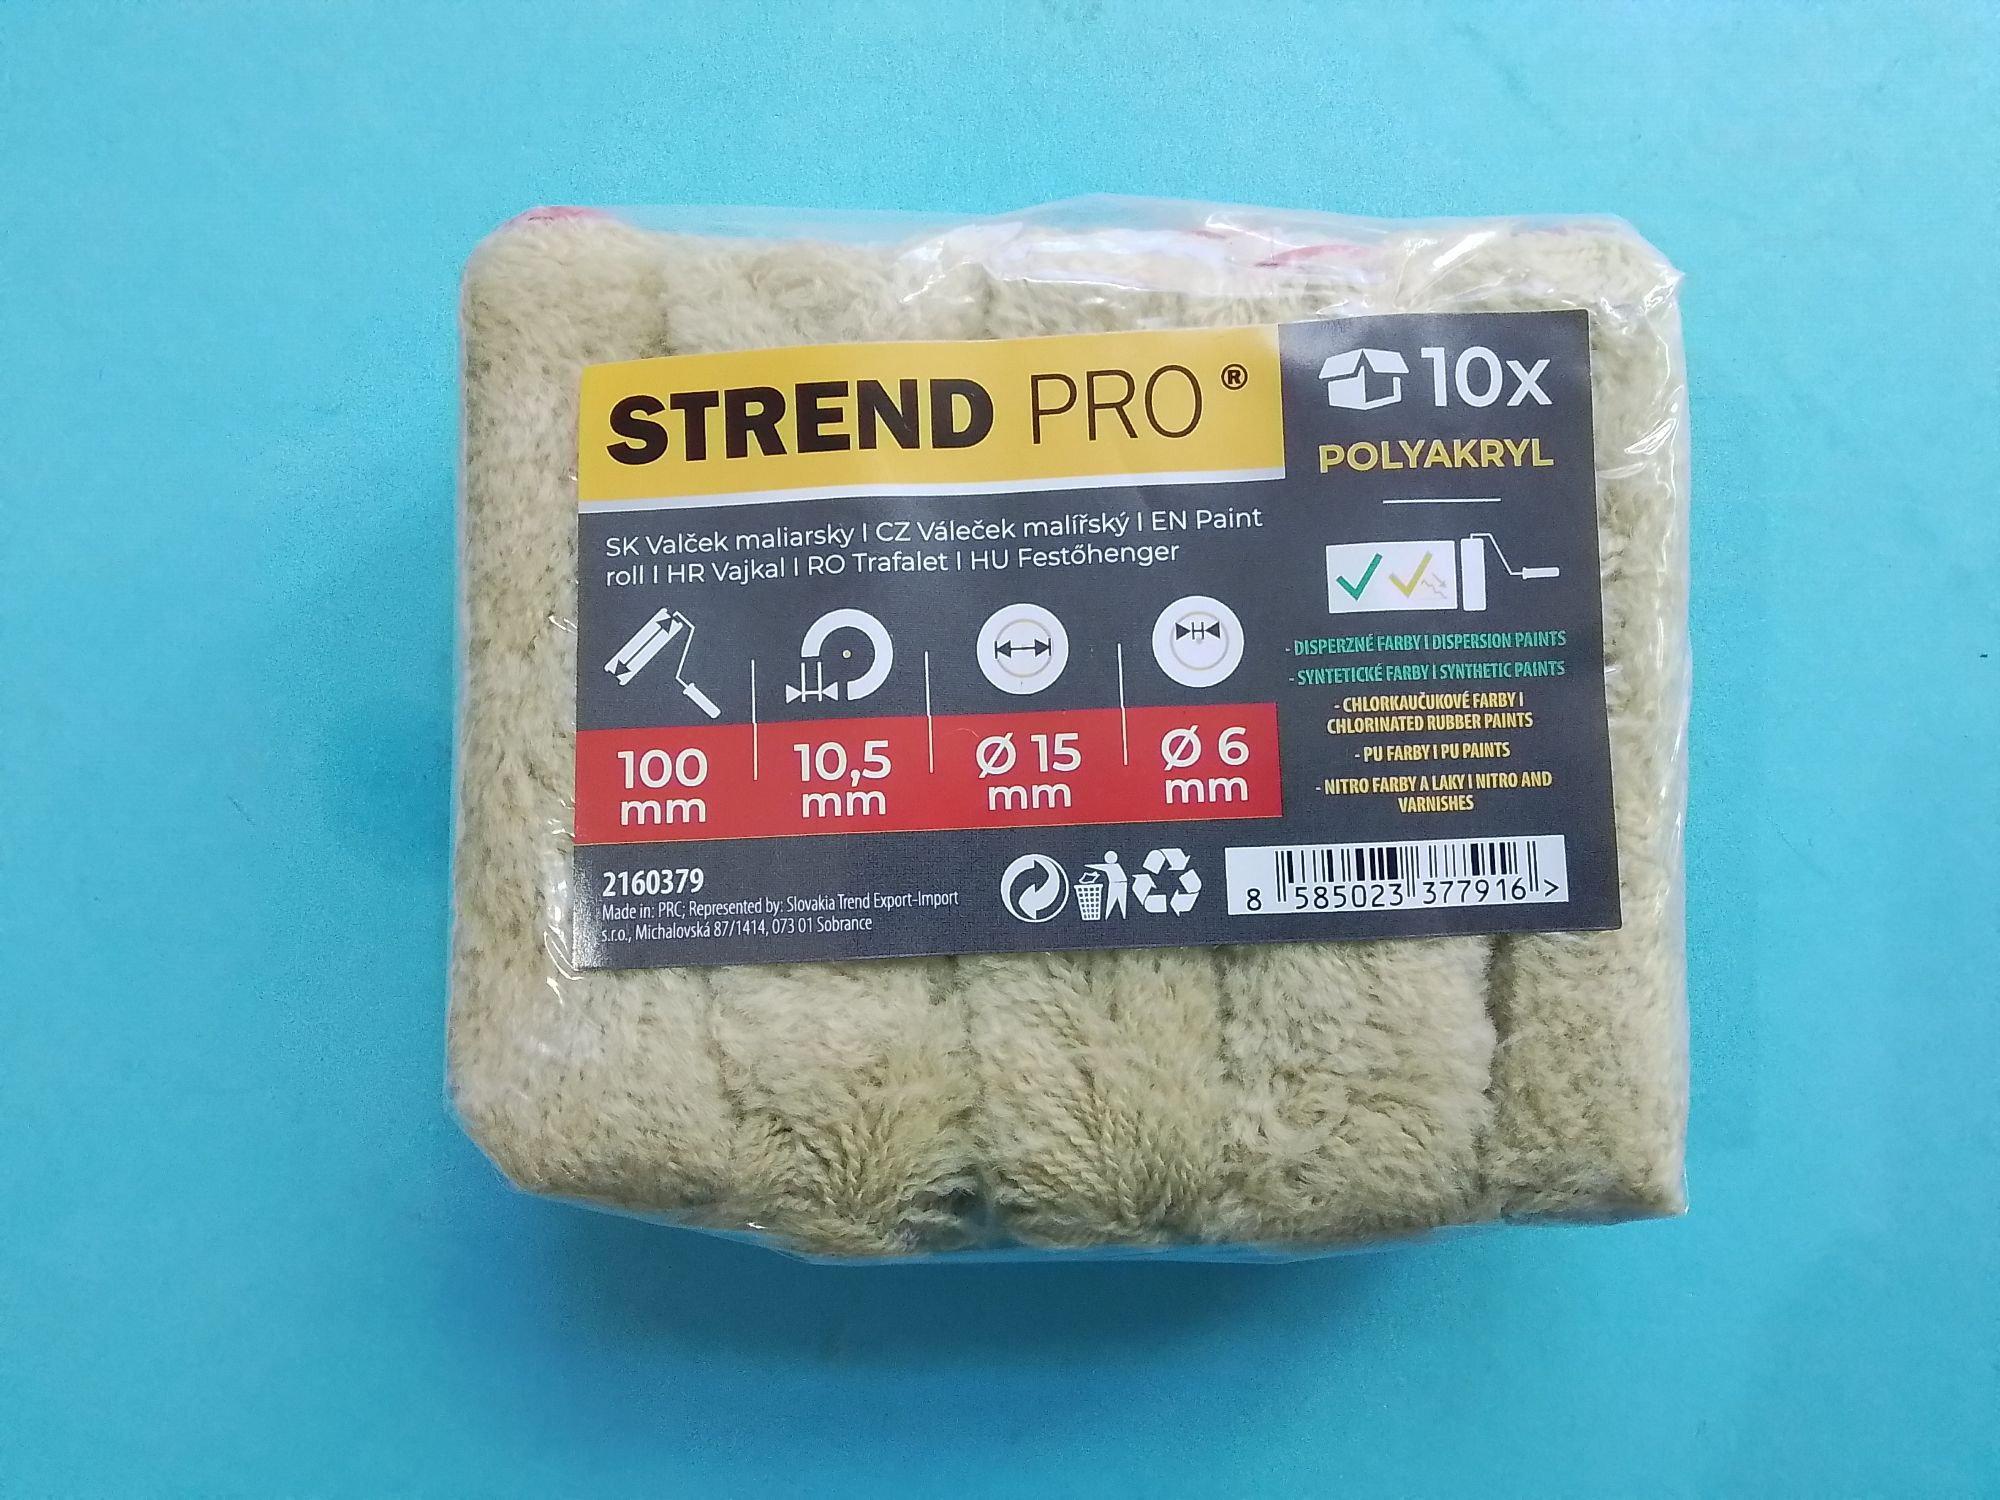 STREND PRO®
SK Valček maliarsky I CZ Váleček malířský I EN Paint
roll I HR Vajkal I RO Trafalet I HU Festőhenger
100
mm
10,5
mm
Ø 15
mm
Ø 6
mm
2160379
Made in: PRC; Represented by: Slovakia Trend Export-Import
s.r.o., Michalovská 87/1414, 073 01 Sobrance
10x
POLYAKRYL
- DISPERZNÉ FARBY I DISPERSION PAINTS
- SYNTETICKÉ FARBY I SYNTHETIC PAINTS
- CHLORKAUČUKOVÉ FARBY I
CHLORINATED RUBBER PAINTS
- PU FARBY I PU PAINTS
- NITRO FARBY A LAKY I NITRO AND
VARNISHES
8 585023 377916 >